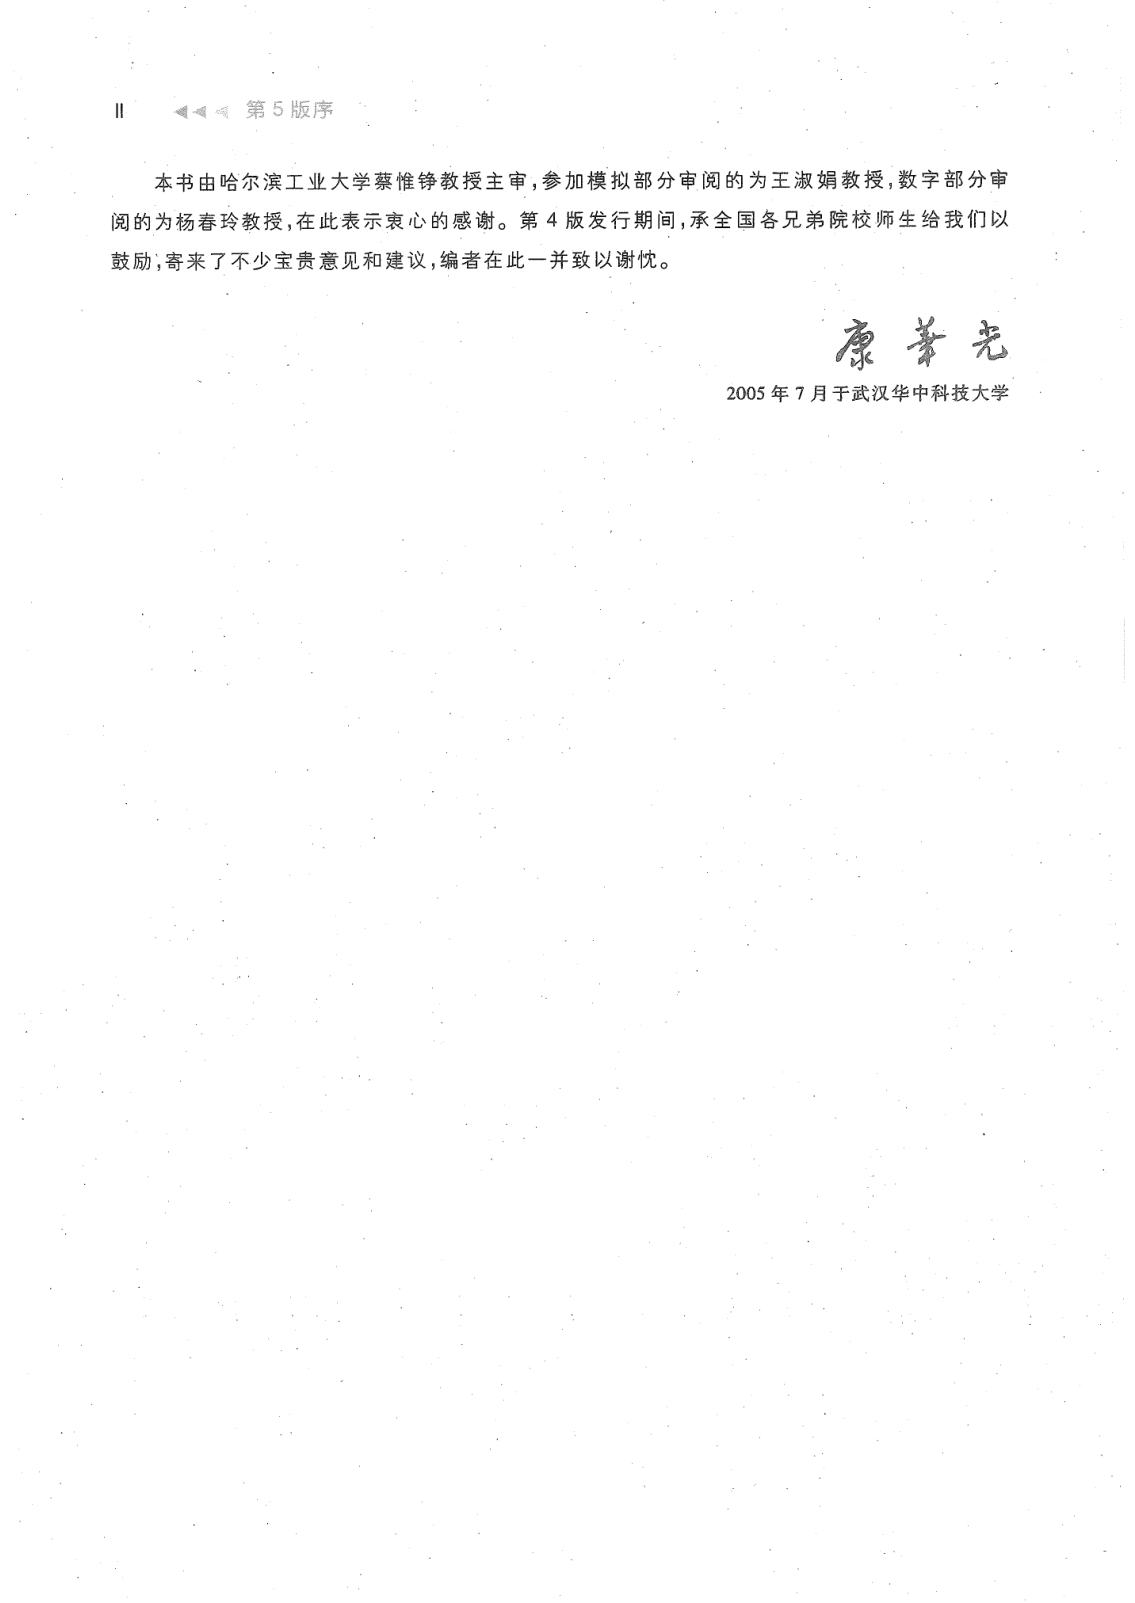 II ◀◀◀ 第 5 版序
本书由哈尔滨工业大学蔡惟铮教授主审,参加模拟部分审阅的为王淑娟教授,数字部分审
阅的为杨春玲教授,在此表示衷心的感谢。第 4 版发行期间,承全国各兄弟院校师生给我们以
鼓励,寄来了不少宝贵意见和建议,编者在此一并致以谢忱。
康華光
2005 年 7 月于武汉华中科技大学